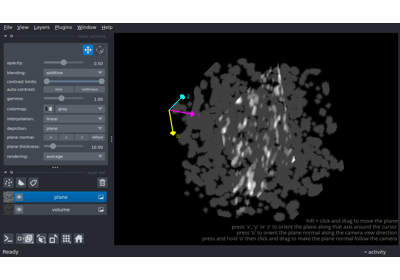 File View Layers Plugins Window Help
layer controls
opacity: 0.50
blending: additive
contrast limits:
auto-contrast: once continuous
gamma: 1.00
colormap: gray
interpolation: linear
depiction: plane
plane normal: x y z oblique
plane thickness: 10.00
rendering: average
layer list
plane
volume
hift + click and drag to move the plane
press 'x', 'y' or 'z' to orient the plane along that axis around the cursor
press 'o' to orient the plane normal along the camera view direction
press and hold 'o' then click and drag to make the plane normal follow the camera
Ready
activity